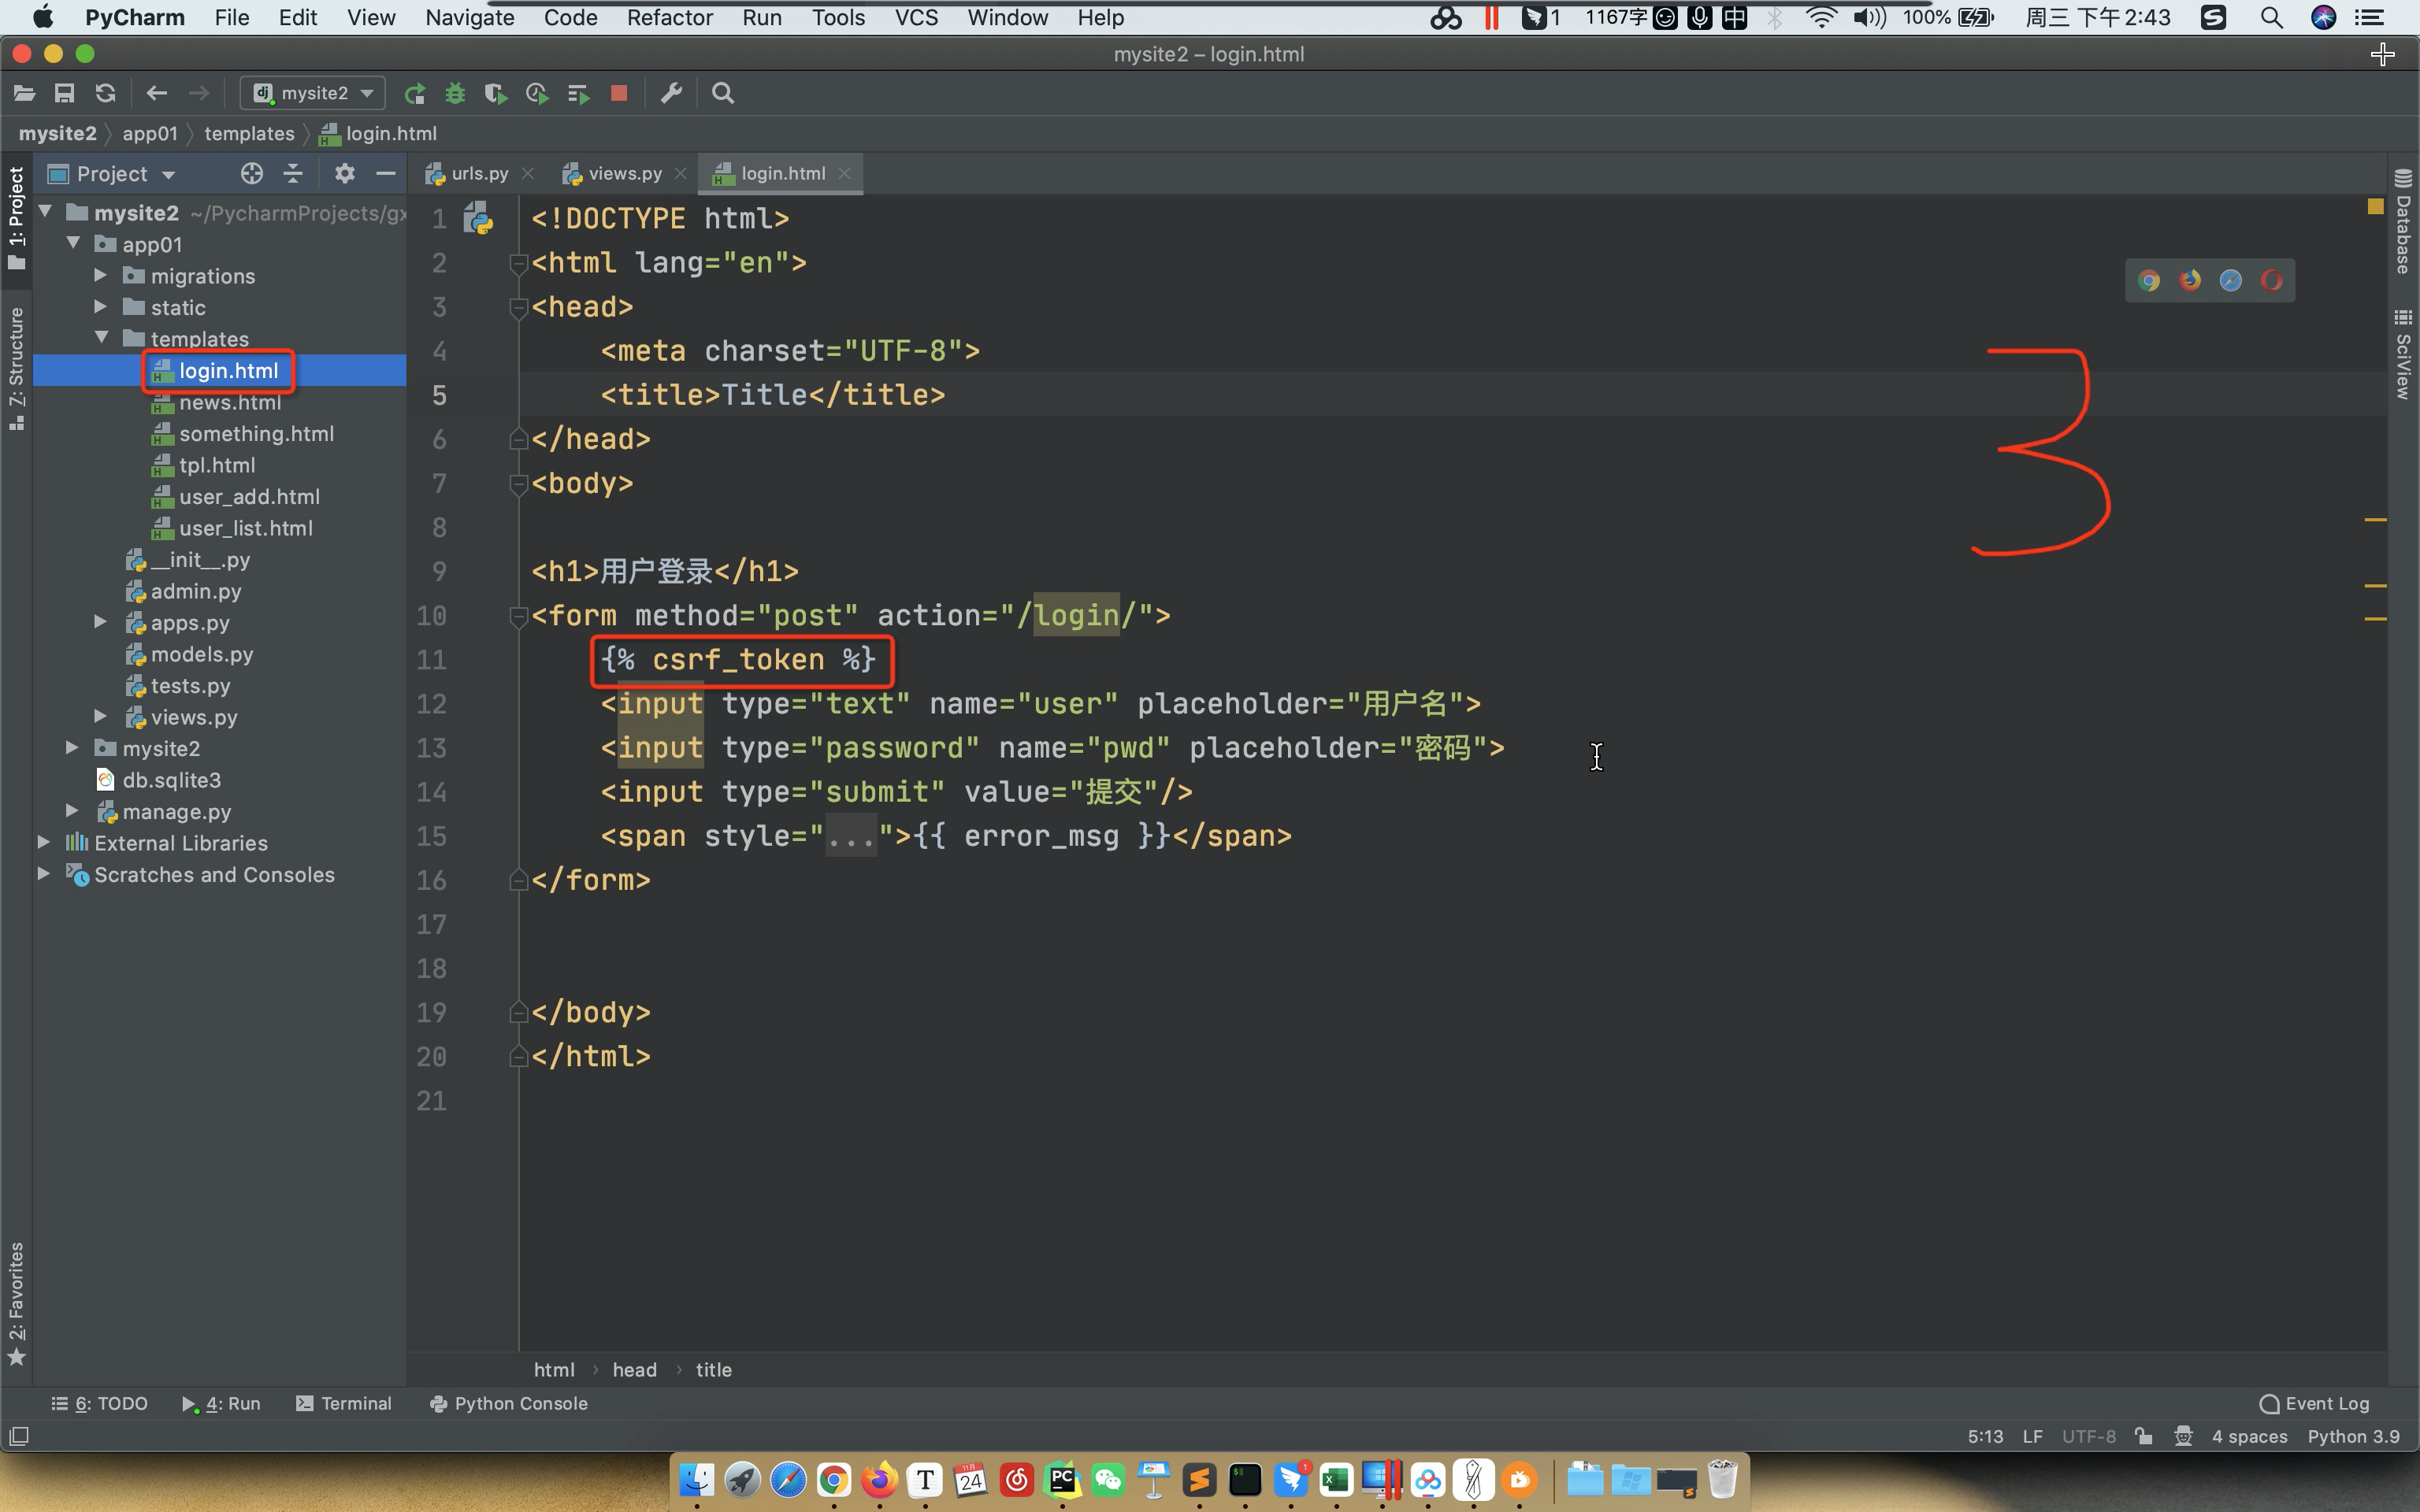 PyCharm File Edit View Navigate Code Refactor Run Tools VCS Window Help 1 1167字 中 100% 周三 下午2:43
mysite2 – login.html
mysite2
mysite2 app01 templates login.html
Project
urls.py views.py login.html
1: Project
7: Structure
2: Favorites
mysite2 ~/PycharmProjects/gx
app01
migrations
static
templates
login.html
news.html
something.html
tpl.html
user_add.html
user_list.html
__init__.py
admin.py
apps.py
models.py
tests.py
views.py
mysite2
db.sqlite3
manage.py
External Libraries
Scratches and Consoles
1 <!DOCTYPE html>
2 <html lang="en">
3 <head>
4 <meta charset="UTF-8">
5 <title>Title</title>
6 </head>
7 <body>
8
9 <h1>用户登录</h1>
10 <form method="post" action="/login/">
11 {% csrf_token %}
12 <input type="text" name="user" placeholder="用户名">
13 <input type="password" name="pwd" placeholder="密码">
14 <input type="submit" value="提交"/>
15 <span style="...">{{ error_msg }}</span>
16 </form>
17
18
19 </body>
20 </html>
21
3
Database
SciView
html head title
6: TODO 4: Run Terminal Python Console Event Log
5:13 LF UTF-8 4 spaces Python 3.9
T 11月 24 PC $ 1 X